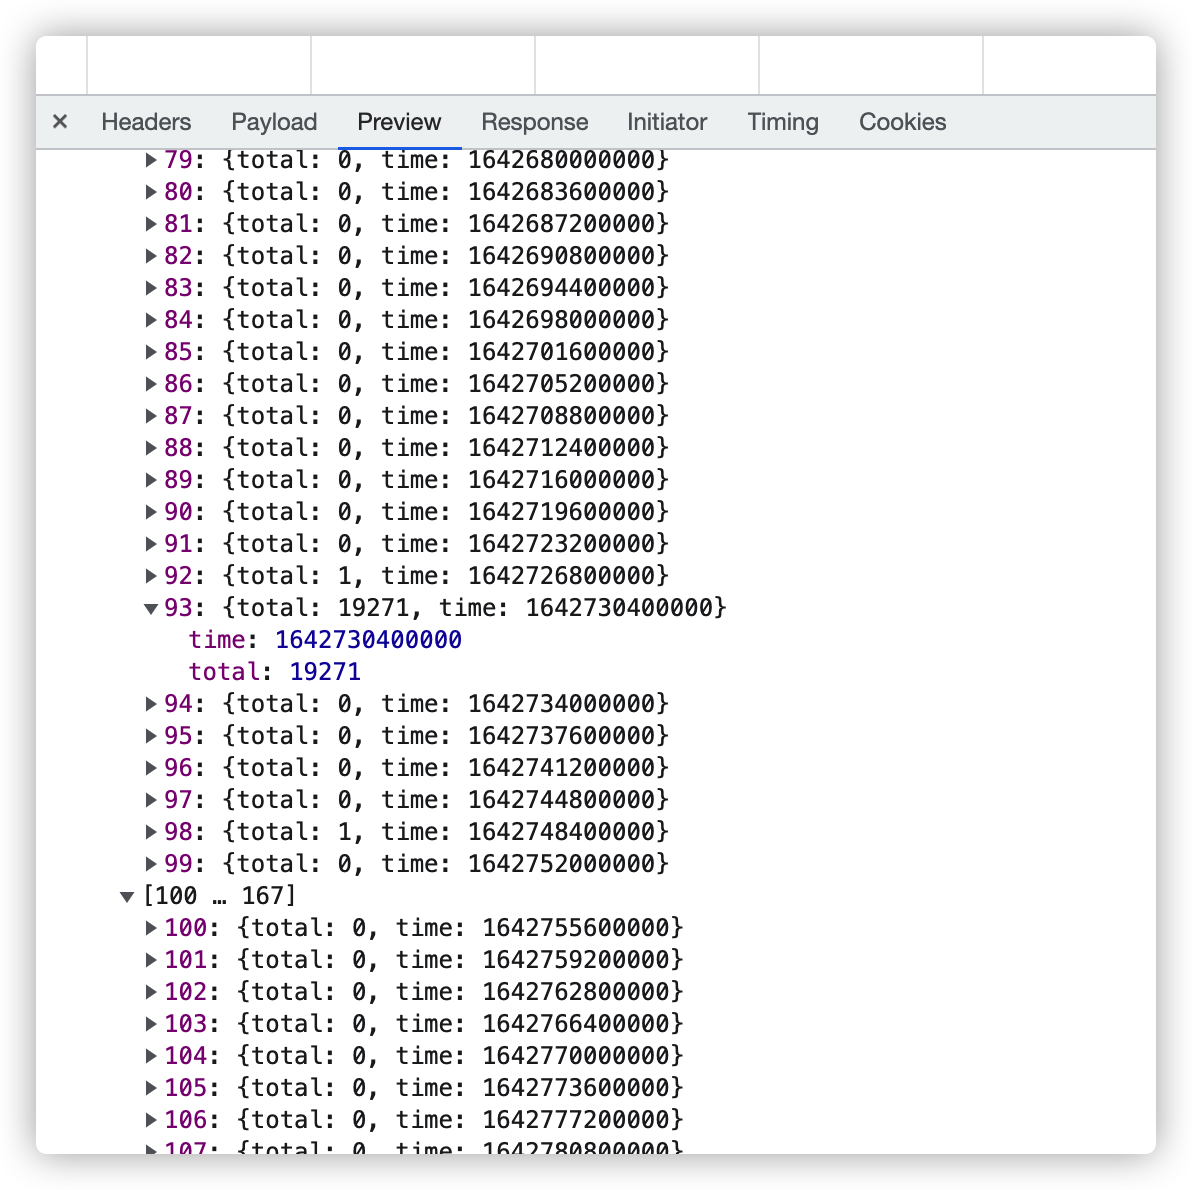 × Headers Payload Preview Response Initiator Timing Cookies
▶ 79: {total: 0, time: 1642680000000}
▶ 80: {total: 0, time: 1642683600000}
▶ 81: {total: 0, time: 1642687200000}
▶ 82: {total: 0, time: 1642690800000}
▶ 83: {total: 0, time: 1642694400000}
▶ 84: {total: 0, time: 1642698000000}
▶ 85: {total: 0, time: 1642701600000}
▶ 86: {total: 0, time: 1642705200000}
▶ 87: {total: 0, time: 1642708800000}
▶ 88: {total: 0, time: 1642712400000}
▶ 89: {total: 0, time: 1642716000000}
▶ 90: {total: 0, time: 1642719600000}
▶ 91: {total: 0, time: 1642723200000}
▶ 92: {total: 1, time: 1642726800000}
▼ 93: {total: 19271, time: 1642730400000}
time: 1642730400000
total: 19271
▶ 94: {total: 0, time: 1642734000000}
▶ 95: {total: 0, time: 1642737600000}
▶ 96: {total: 0, time: 1642741200000}
▶ 97: {total: 0, time: 1642744800000}
▶ 98: {total: 1, time: 1642748400000}
▶ 99: {total: 0, time: 1642752000000}
▼ [100 … 167]
▶ 100: {total: 0, time: 1642755600000}
▶ 101: {total: 0, time: 1642759200000}
▶ 102: {total: 0, time: 1642762800000}
▶ 103: {total: 0, time: 1642766400000}
▶ 104: {total: 0, time: 1642770000000}
▶ 105: {total: 0, time: 1642773600000}
▶ 106: {total: 0, time: 1642777200000}
▶ 107: {total: 0, time: 1642780800000}